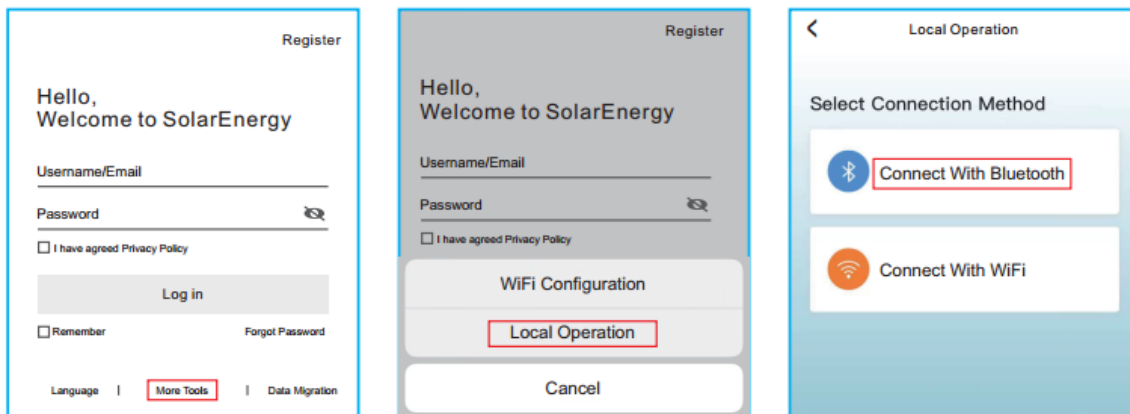 Register
Hello,
Welcome to SolarEnergy
Username/Email
Password
I have agreed Privacy Policy
Log in
Remember Forgot Password
Language | More Tools | Data Migration
Register
Hello,
Welcome to SolarEnergy
Username/Email
Password
I have agreed Privacy Policy
WiFi Configuration
Local Operation
Cancel
Local Operation
Select Connection Method
Connect With Bluetooth
Connect With WiFi